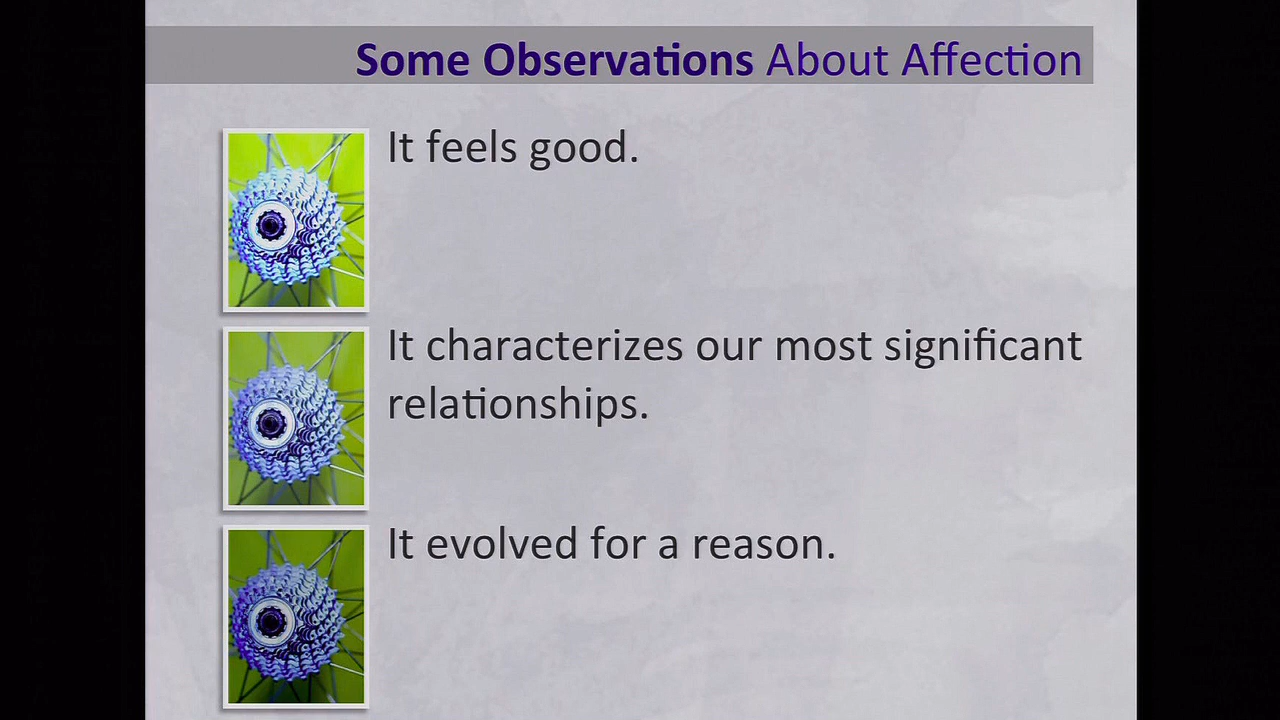 Some Observations About Affection
It feels good.
It characterizes our most significant
relationships.
It evolved for a reason.